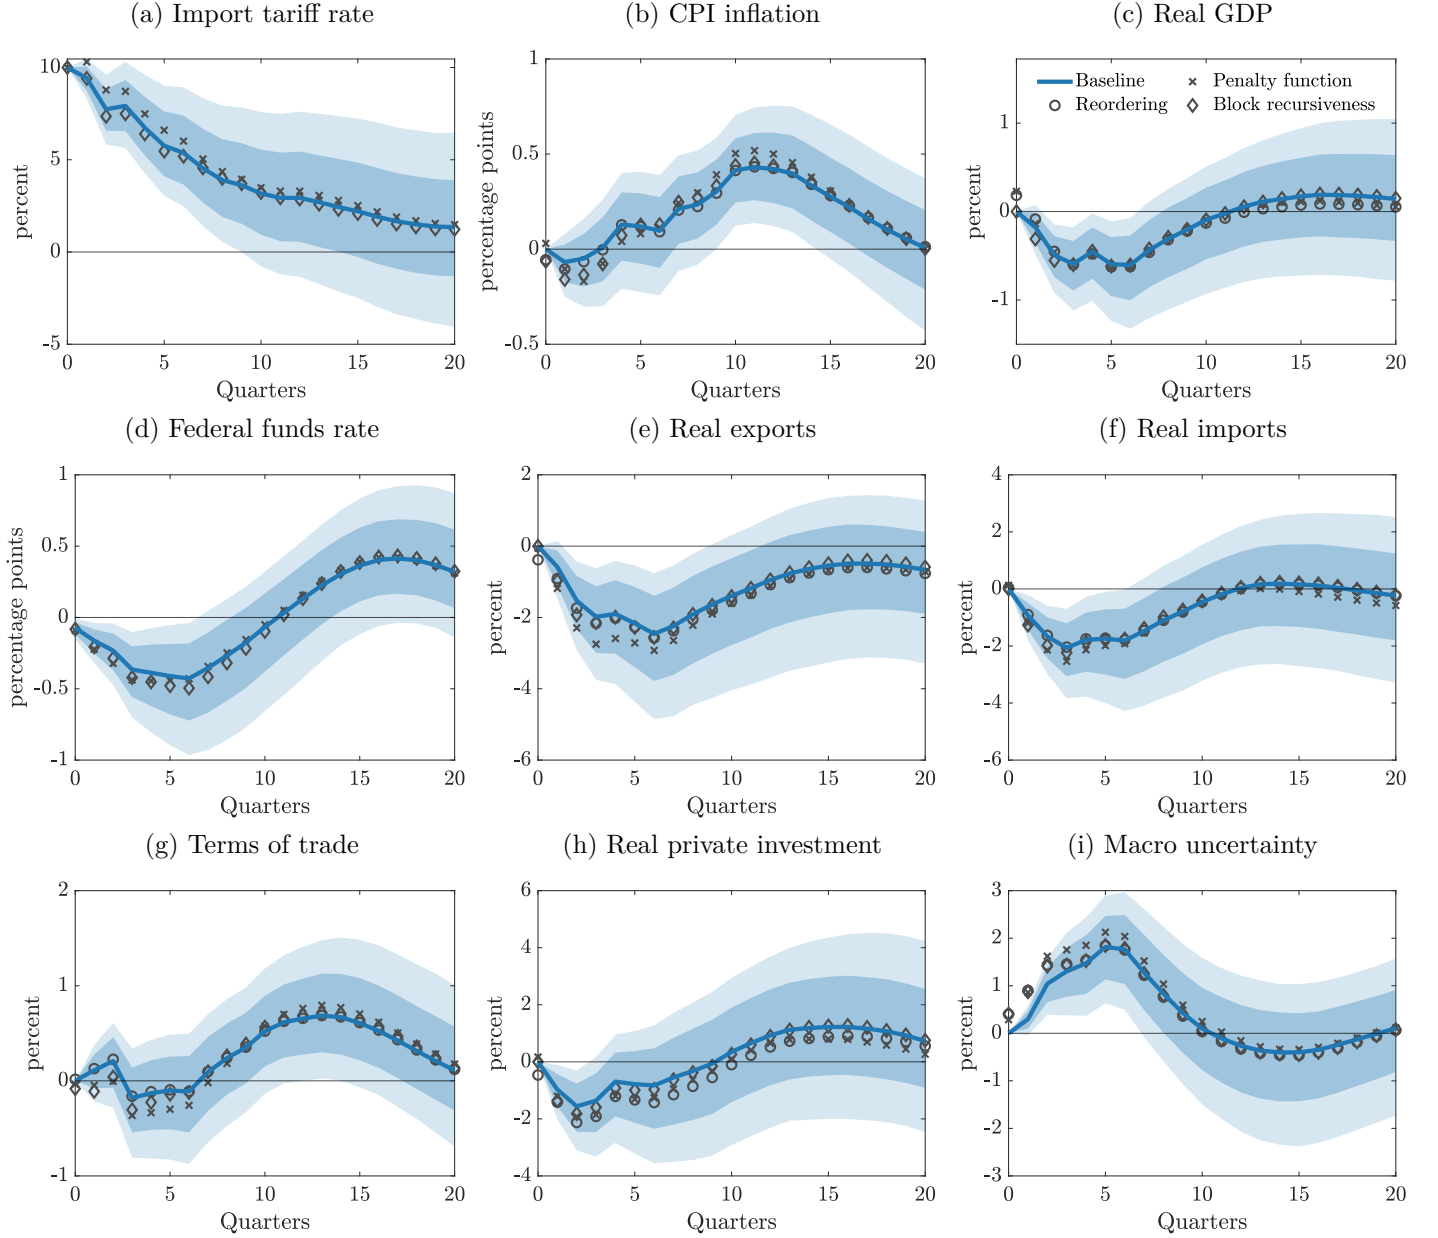 (a) Import tariff rate
(b) CPI inflation
(c) Real GDP
10
5
0
-5
percent
0 5 10 15 20
Quarters
1
0.5
0
-0.5
percentage points
0 5 10 15 20
Quarters
Baseline
Reordering
Penalty function
Block recursiveness
1
0
-1
percent
0 5 10 15 20
Quarters
(d) Federal funds rate
(e) Real exports
(f) Real imports
1
0.5
0
-0.5
-1
percentage points
0 5 10 15 20
Quarters
2
0
-2
-4
-6
percent
0 5 10 15 20
Quarters
4
2
0
-2
-4
-6
percent
0 5 10 15 20
Quarters
(g) Terms of trade
(h) Real private investment
(i) Macro uncertainty
2
1
0
-1
percent
0 5 10 15 20
Quarters
6
4
2
0
-2
-4
percent
0 5 10 15 20
Quarters
3
2
1
0
-1
-2
-3
percent
0 5 10 15 20
Quarters